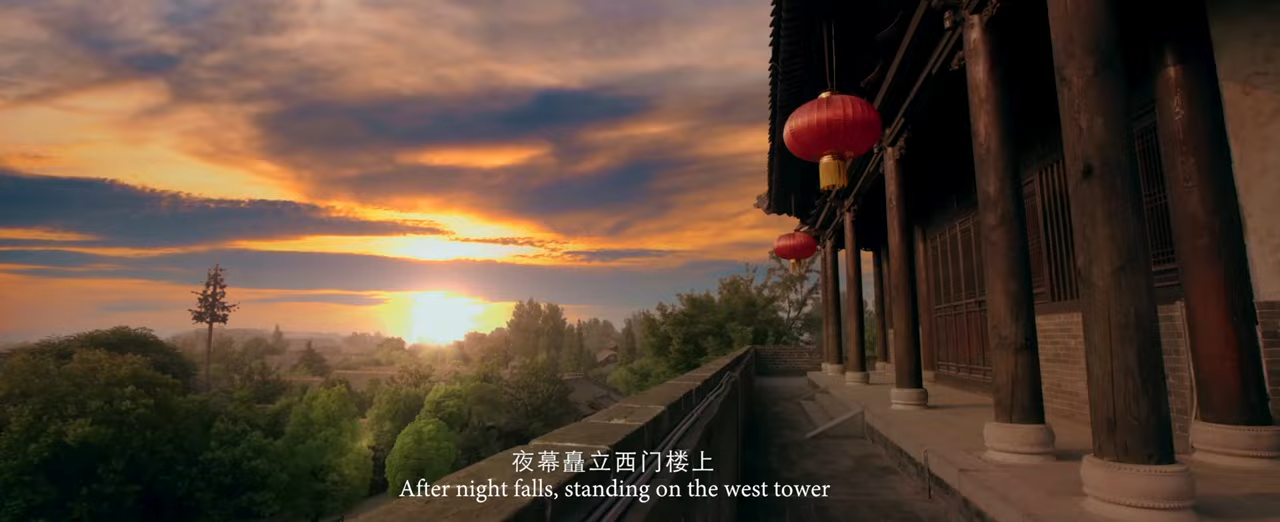 夜幕矗立西门楼上
After night falls, standing on the west tower